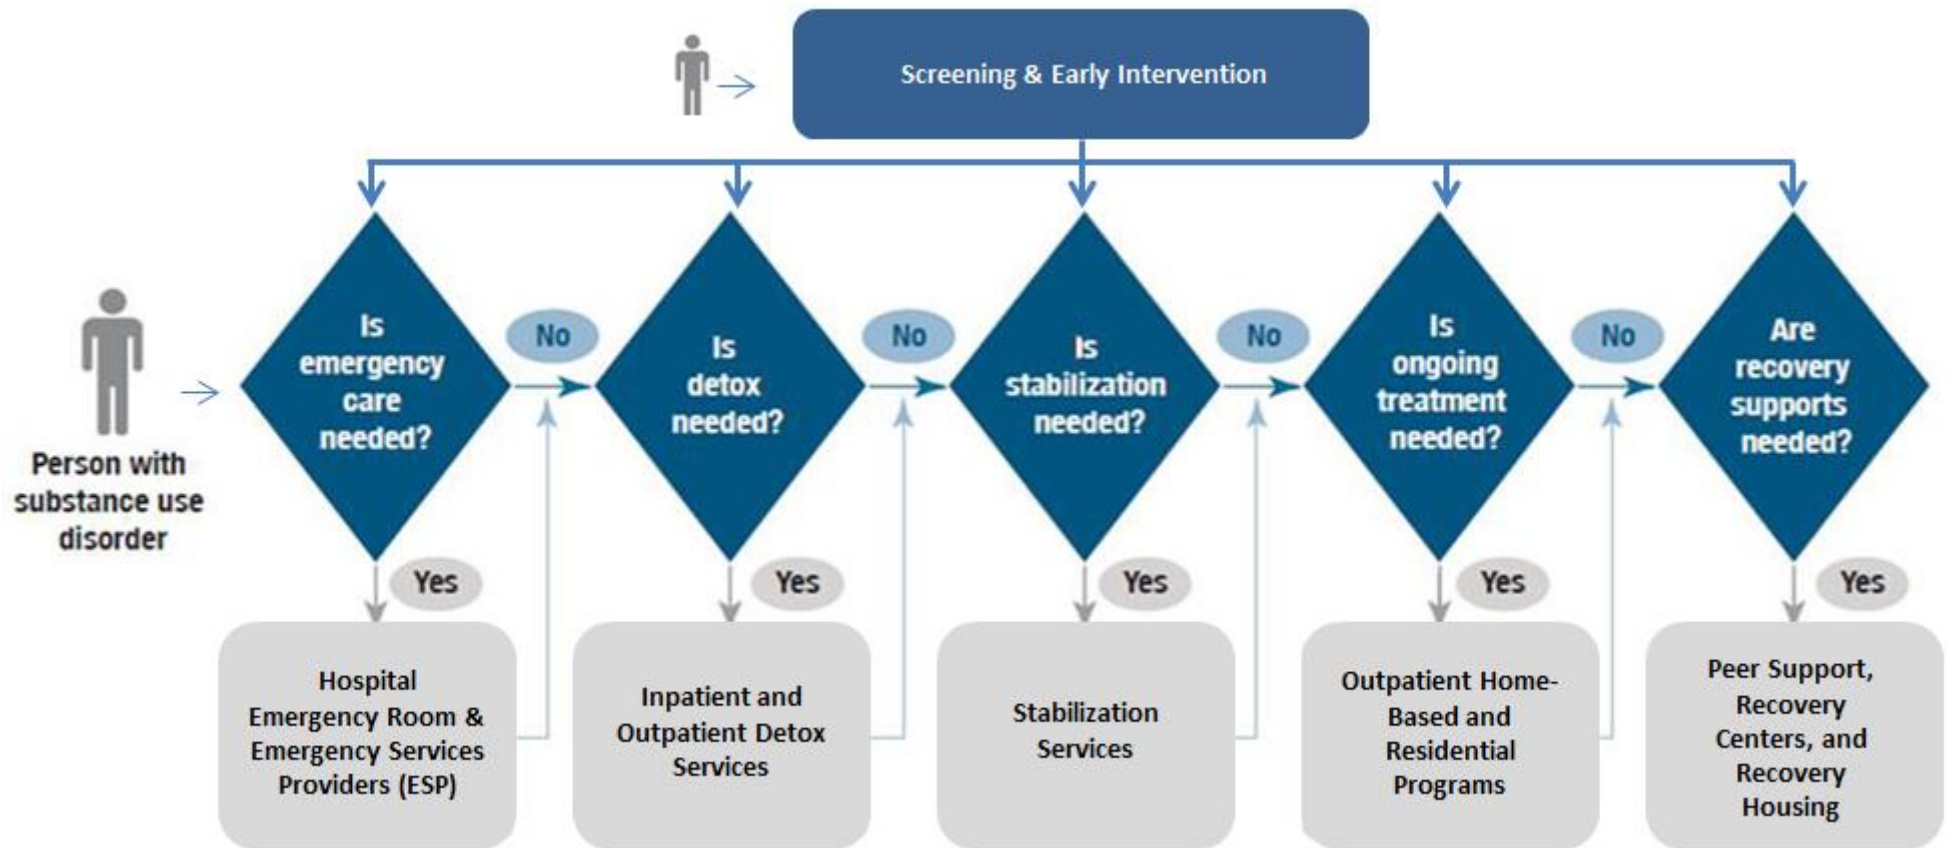 Screening & Early Intervention
Person with
substance use
disorder
Is
emergency
care
needed?
No
Is
detox
needed?
No
Is
stabilization
needed?
No
Is
ongoing
treatment
needed?
No
Are
recovery
supports
needed?
Yes
Yes
Yes
Yes
Yes
Hospital
Emergency Room &
Emergency Services
Providers (ESP)
Inpatient and
Outpatient Detox
Services
Stabilization
Services
Outpatient Home-
Based and
Residential
Programs
Peer Support,
Recovery
Centers, and
Recovery
Housing